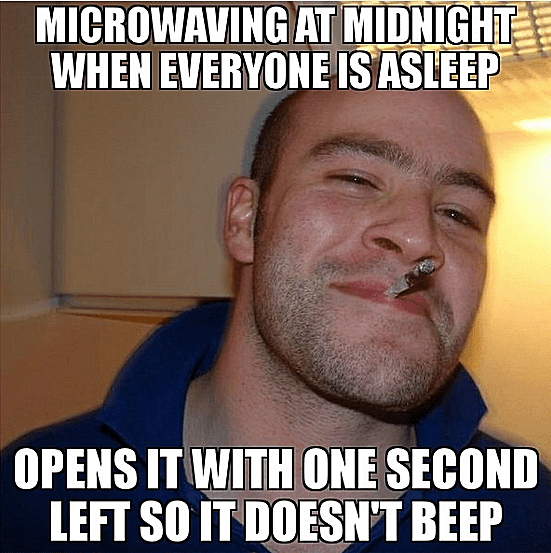 MICROWAVING AT MIDNIGHT
WHEN EVERYONE IS ASLEEP
OPENS IT WITH ONE SECOND
LEFT SO IT DOESN'T BEEP